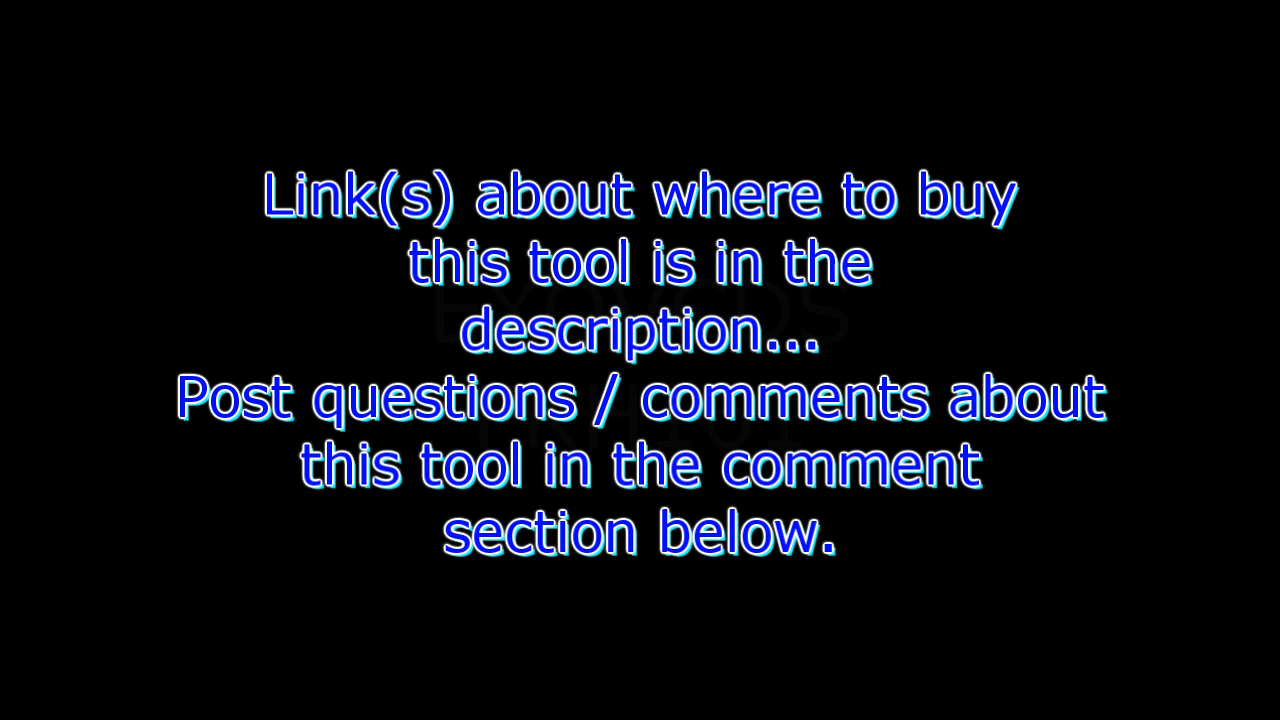 Link(s) about where to buy
this tool is in the
description...
Post questions / comments about
this tool in the comment
section below.